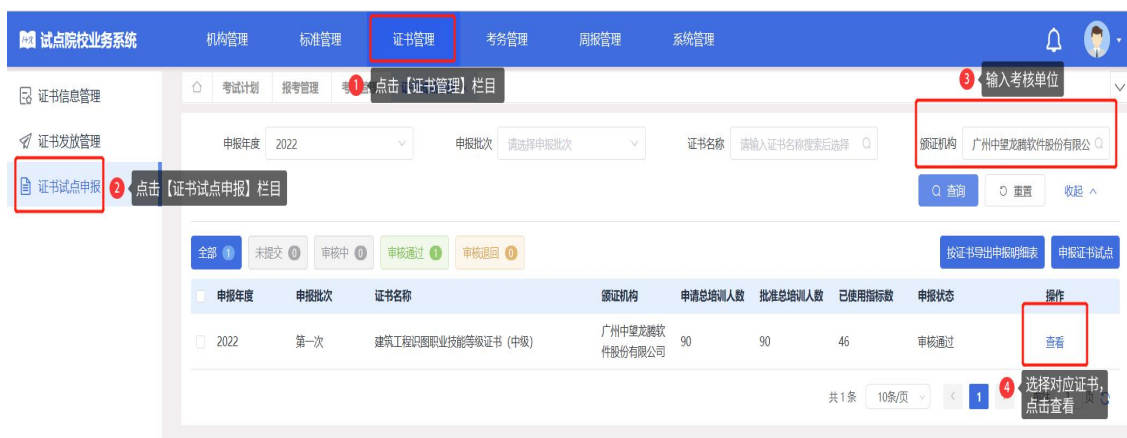 试点院校业务系统 机构管理 标准管理 证书管理 考务管理 周报管理 系统管理
证书信息管理
证书发放管理
证书试点申报
考试计划 报考管理
1 点击【证书管理】栏目
3 输入考核单位
2 点击【证书试点申报】栏目
申报年度 2022 申报批次 请选择申报批次 证书名称 请输入证书名称搜索后选择 颁证机构 广州中望龙腾软件股份有限公
查询 重置 收起
全部 1 未提交 0 审核中 0 审核通过 1 审核退回 0 按证书导出申报明细表 申报证书试点
申报年度 申报批次 证书名称 颁证机构 申请总培训人数 批准总培训人数 已使用指标数 申报状态 操作
2022 第一次 建筑工程识图职业技能等级证书（中级） 广州中望龙腾软 90 90 46 审核通过 查看
件股份有限公司
共1条 10条/页 1 页
4 选择对应证书，
点击查看